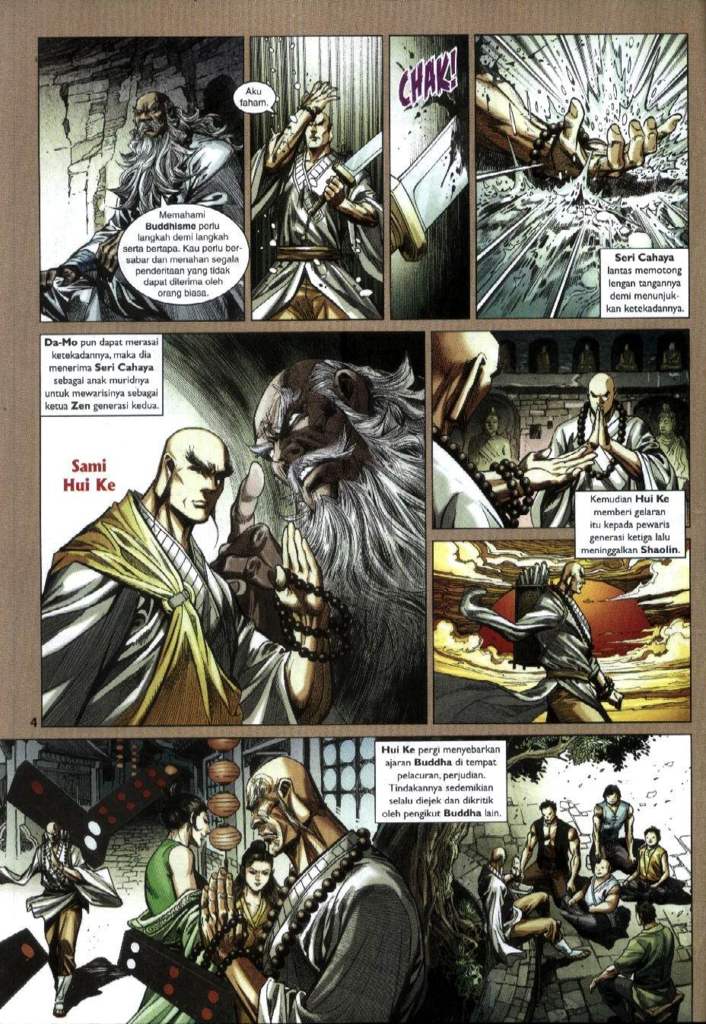 Memahami
Buddhisme perlu
langkah demi langkah
serta bertapa. Kau perlu ber-
sabar dan menahan segala
penderitaan yang tidak
dapat diterima oleh
orang biasa.
Aku
faham.
CHAK!
Seri Cahaya
lantas memotong
lengan tangannya
demi menunjuk-
kan ketekadannya.
Da-Mo pun dapat merasai
ketekadannya, maka dia
menerima Seri Cahaya
sebagai anak muridnya
untuk mewarisinya sebagai
ketua Zen generasi kedua.
Sami
Hui Ke
Kemudian Hui Ke
memberi gelaran
itu kepada pewaris
generasi ketiga lalu
meninggalkan Shaolin.
4
Hui Ke pergi menyebarkan
ajaran Buddha di tempat
pelacuran, perjudian.
Tindakannya sedemikian
selalu diejek dan dikritik
oleh pengikut Buddha lain.